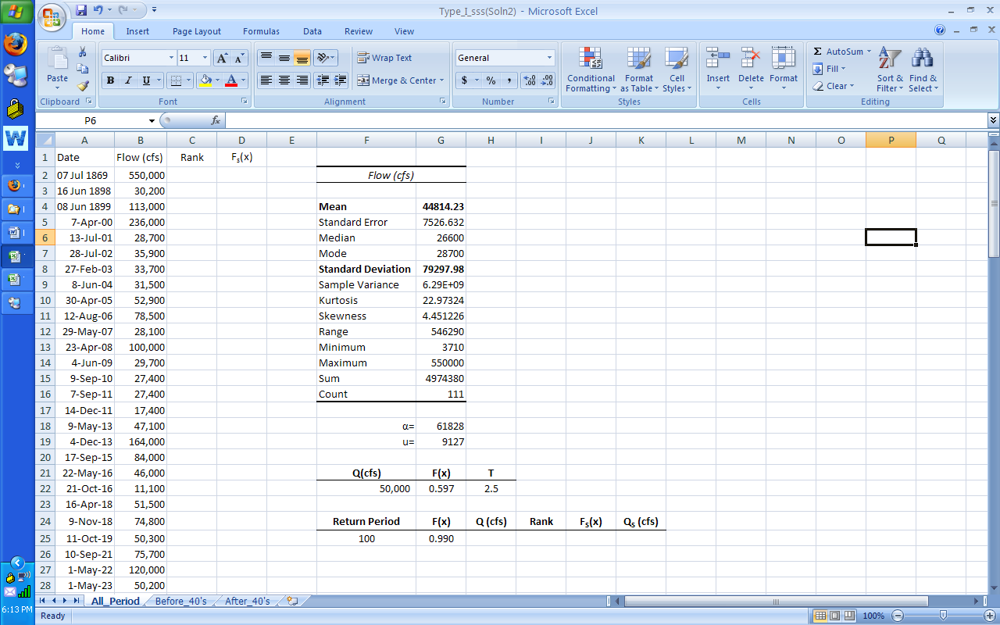 Type_I_sss(Soln2) - Microsoft Excel
Home Insert Page Layout Formulas Data Review View
Calibri 11 Wrap Text General AutoSum
Fill
Paste B I U Merge & Center $ % , Conditional Formatting Format as Table Cell Styles Insert Delete Format Clear Sort & Filter Find & Select
Clipboard Font Alignment Number Styles Cells Editing
P6 fx
A B C D E F G H I J K L M N O P Q
1 Date Flow (cfs) Rank Fs(x)
2 07 Jul 1869 550,000 Flow (cfs)
3 16 Jun 1898 30,200
4 08 Jun 1899 113,000 Mean 44814.23
5 7-Apr-00 236,000 Standard Error 7526.632
6 13-Jul-01 28,700 Median 26600
7 28-Jul-02 35,900 Mode 28700
8 27-Feb-03 33,700 Standard Deviation 79297.98
9 8-Jun-04 31,500 Sample Variance 6.29E+09
10 30-Apr-05 52,900 Kurtosis 22.97324
11 12-Aug-06 78,500 Skewness 4.451226
12 29-May-07 28,100 Range 546290
13 23-Apr-08 100,000 Minimum 3710
14 4-Jun-09 29,700 Maximum 550000
15 9-Sep-10 27,400 Sum 4974380
16 7-Sep-11 27,400 Count 111
17 14-Dec-11 17,400
18 9-May-13 47,100 α= 61828
19 4-Dec-13 164,000 u= 9127
20 17-Sep-15 84,000
21 22-May-16 46,000 Q(cfs) F(x) T
22 21-Oct-16 11,100 50,000 0.597 2.5
23 16-Apr-18 51,500
24 9-Nov-18 74,800 Return Period F(x) Q (cfs) Rank Fs(x) Qs (cfs)
25 11-Oct-19 50,300 100 0.990
26 10-Sep-21 75,700
27 1-May-22 120,000
28 1-May-23 50,200
All_Period Before_40's After_40's
Ready 100%
6:13 PM